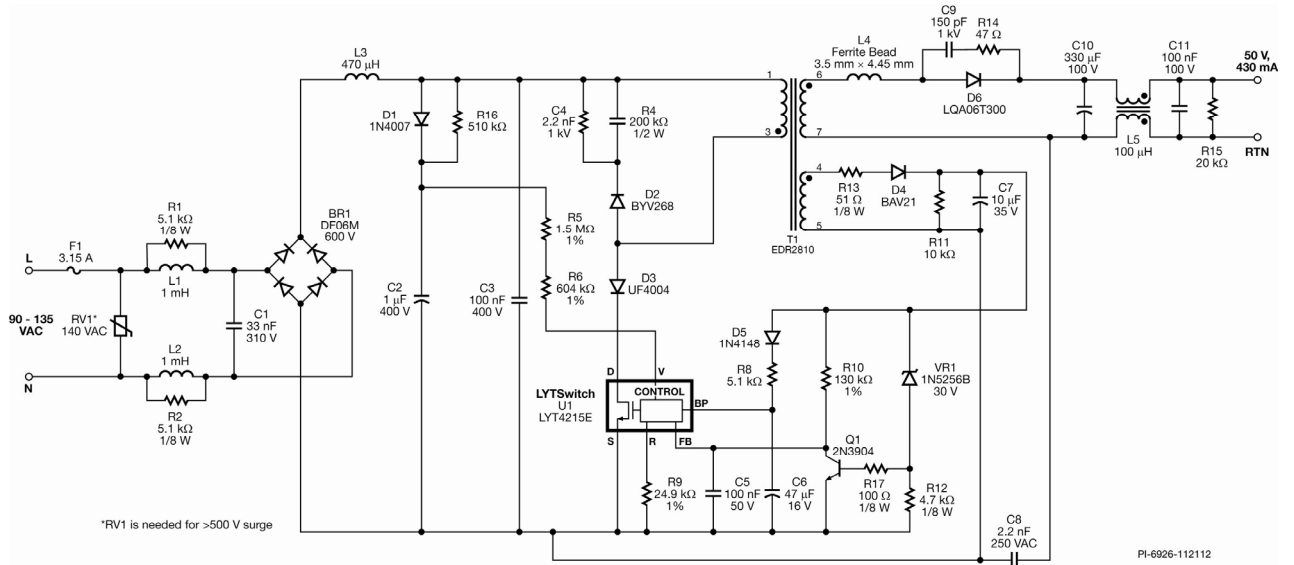 L3
470 µH
D1
1N4007
R16
510 kΩ
C4
2.2 nF
1 kV
R4
200 kΩ
1/2 W
1
3
6
7
4
5
L4
Ferrite Bead
3.5 mm × 4.45 mm
C9
150 pF
1 kV
R14
47 Ω
D6
LQA06T300
C10
330 µF
100 V
C11
100 nF
100 V
50 V,
430 mA
L5
100 µH
R15
20 kΩ
RTN
R13
51 Ω
1/8 W
D4
BAV21
R11
10 kΩ
C7
10 µF
35 V
T1
EDR2810
D2
BYV268
R5
1.5 MΩ
1%
R6
604 kΩ
1%
D3
UF4004
BR1
DF06M
600 V
R1
5.1 kΩ
1/8 W
F1
3.15 A
L
L1
1 mH
90 - 135
VAC
RV1*
140 VAC
C1
33 nF
310 V
L2
1 mH
N
R2
5.1 kΩ
1/8 W
C2
1 µF
400 V
C3
100 nF
400 V
D5
1N4148
R8
5.1 kΩ
R10
130 kΩ
1%
VR1
1N5256B
30 V
D
V
LYTSwitch
U1
LYT4215E
CONTROL
BP
S
R
FB
Q1
2N3904
R9
24.9 kΩ
1%
C5
100 nF
50 V
C6
47 µF
16 V
R17
100 Ω
1/8 W
R12
4.7 kΩ
1/8 W
C8
2.2 nF
250 VAC
*RV1 is needed for >500 V surge
PI-6926-112112